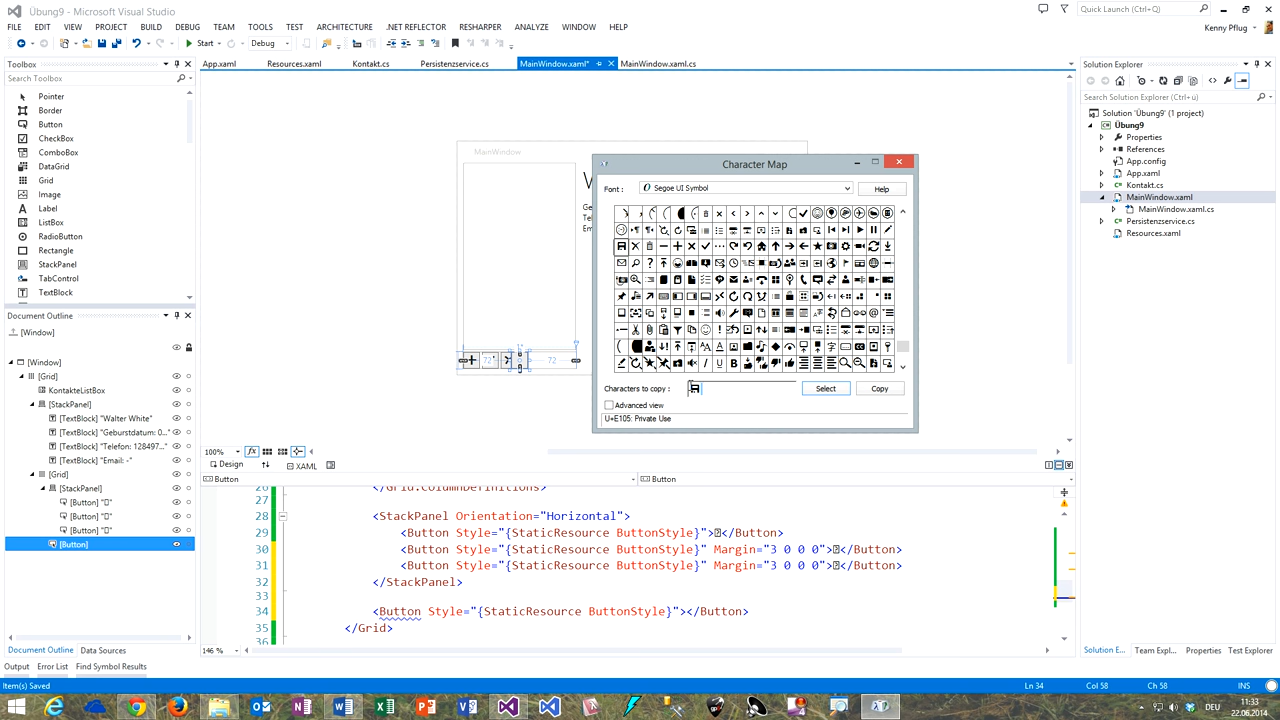 Übung9 - Microsoft Visual Studio
Quick Launch (Ctrl+Q)
FILE EDIT VIEW PROJECT BUILD DEBUG TEAM TOOLS TEST ARCHITECTURE .NET REFLECTOR RESHARPER ANALYZE WINDOW HELP
Kenny Pflug
Start Debug
Toolbox
App.xaml Resources.xaml Kontakt.cs Persistenzservice.cs MainWindow.xaml* MainWindow.xaml.cs
Solution Explorer
Search Toolbox
Pointer
Border
Button
CheckBox
ComboBox
DataGrid
Grid
Image
Label
ListBox
RadioButton
Rectangle
StackPanel
TabControl
TextBlock
Document Outline
[Window]
[Window]
[Grid]
KontakteListBox
[StackPanel]
[TextBlock] "Walter White"
[TextBlock] "Geburstdatum: 0...
[TextBlock] "Telefon: 128497...
[TextBlock] "Email: -"
[Grid]
[StackPanel]
[Button] "▯"
[Button] "▯"
[Button] "▯"
[Button]
Document Outline Data Sources
Output Error List Find Symbol Results
MainWindow
72
72
Character Map
Font : Segoe UI Symbol
Help
Characters to copy :
Select Copy
Advanced view
U+E105: Private Use
100%
Design XAML
Button Button
26 </Grid.ColumnDefinitions>
27
28 <StackPanel Orientation="Horizontal">
29 <Button Style="{StaticResource ButtonStyle}">▯</Button>
30 <Button Style="{StaticResource ButtonStyle}" Margin="3 0 0 0">▯</Button>
31 <Button Style="{StaticResource ButtonStyle}" Margin="3 0 0 0">▯</Button>
32 </StackPanel>
33
34 <Button Style="{StaticResource ButtonStyle}"></Button>
35 </Grid>
36
146 %
Search Solution Explorer (Ctrl+ü)
Solution 'Übung9' (1 project)
Übung9
Properties
References
App.config
App.xaml
Kontakt.cs
MainWindow.xaml
MainWindow.xaml.cs
Persistenzservice.cs
Resources.xaml
Solution E... Team Expl... Properties Test Explorer
Item(s) Saved
Ln 34 Col 58 Ch 58 INS
DEU
11:33
22.06.2014